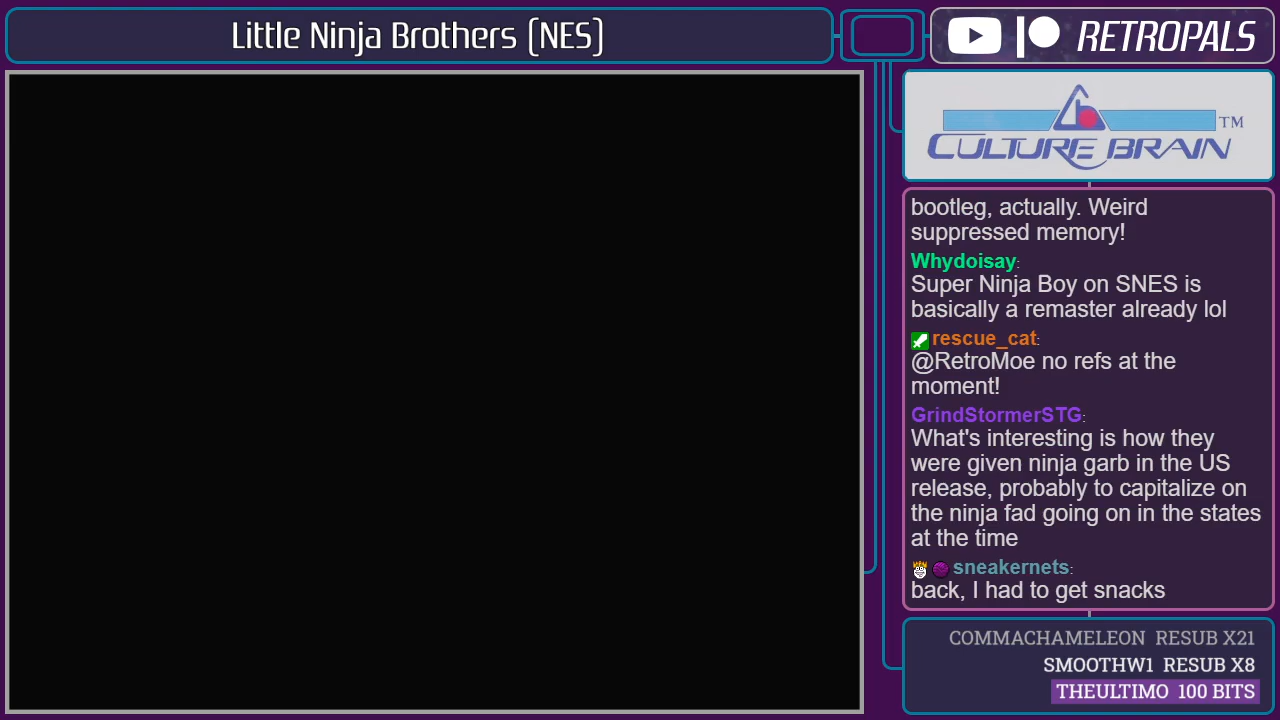 Little Ninja Brothers (NES)
RETROPALS
CULTURE BRAIN TM
bootleg, actually. Weird
suppressed memory!
Whydoisay:
Super Ninja Boy on SNES is
basically a remaster already lol
rescue_cat:
@RetroMoe no refs at the
moment!
GrindStormerSTG:
What's interesting is how they
were given ninja garb in the US
release, probably to capitalize on
the ninja fad going on in the states
at the time
sneakernets:
back, I had to get snacks
COMMACHAMELEON RESUB X21
SMOOTHW1 RESUB X8
THEULTIMO 100 BITS